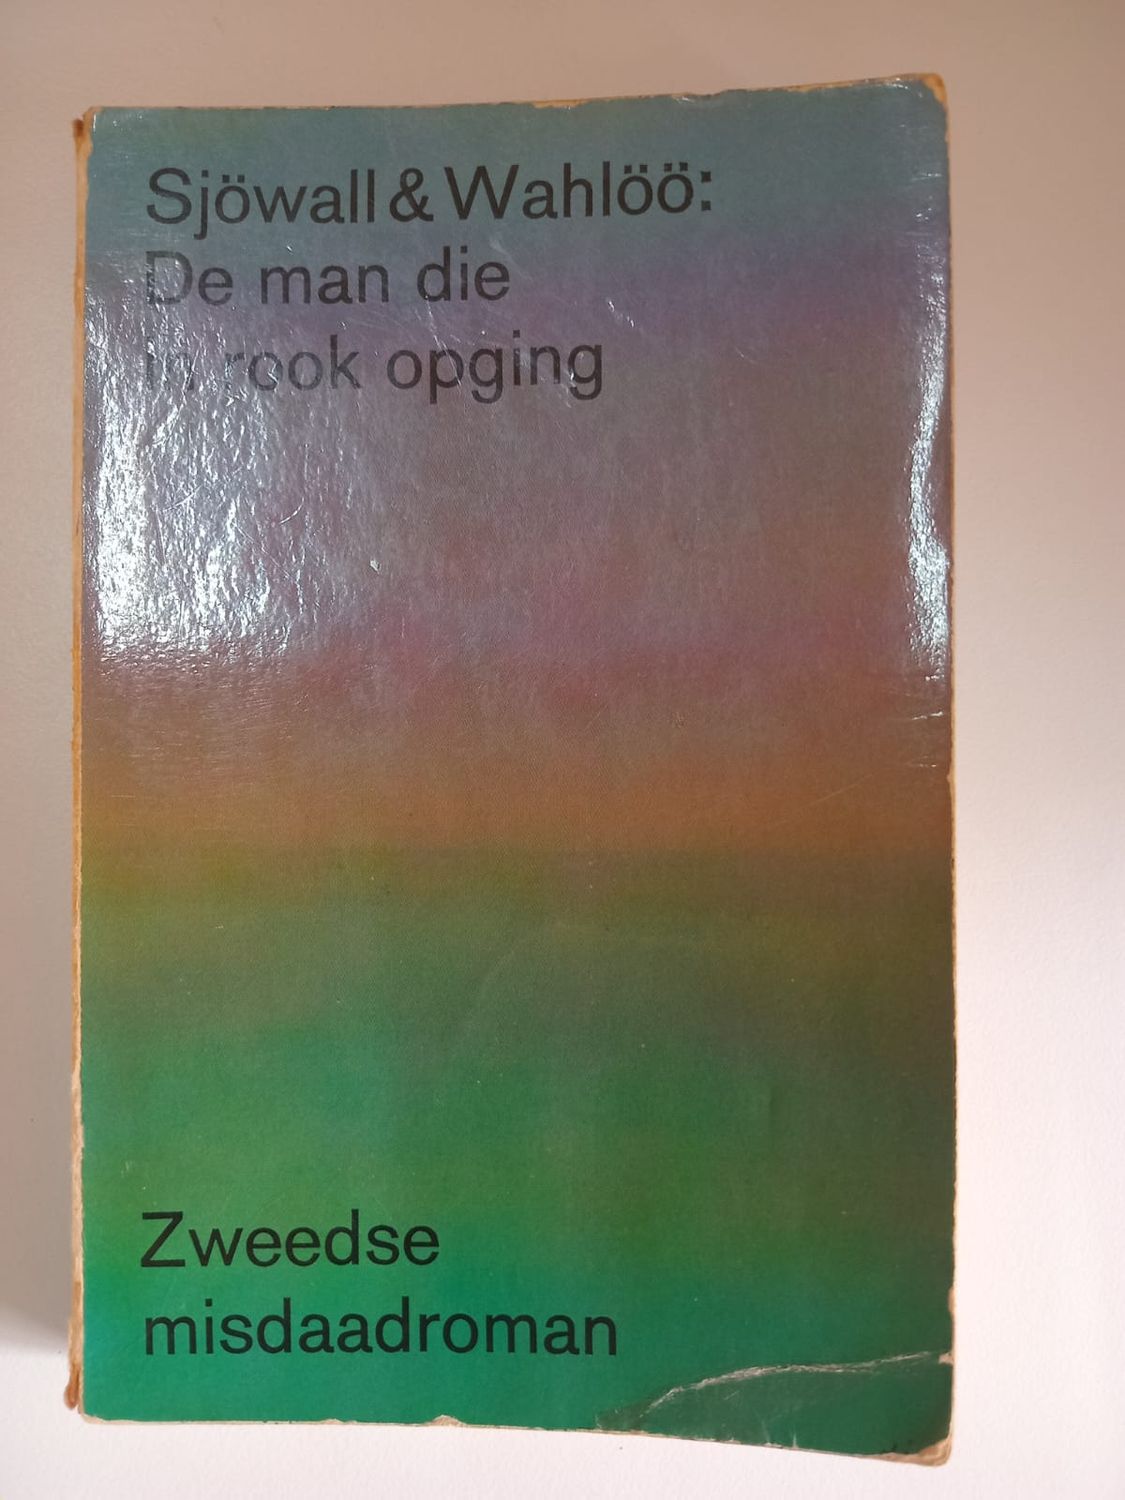 Sjöwall & Wahlöö:
De man die
in rook opging
Zweedse
misdaadroman